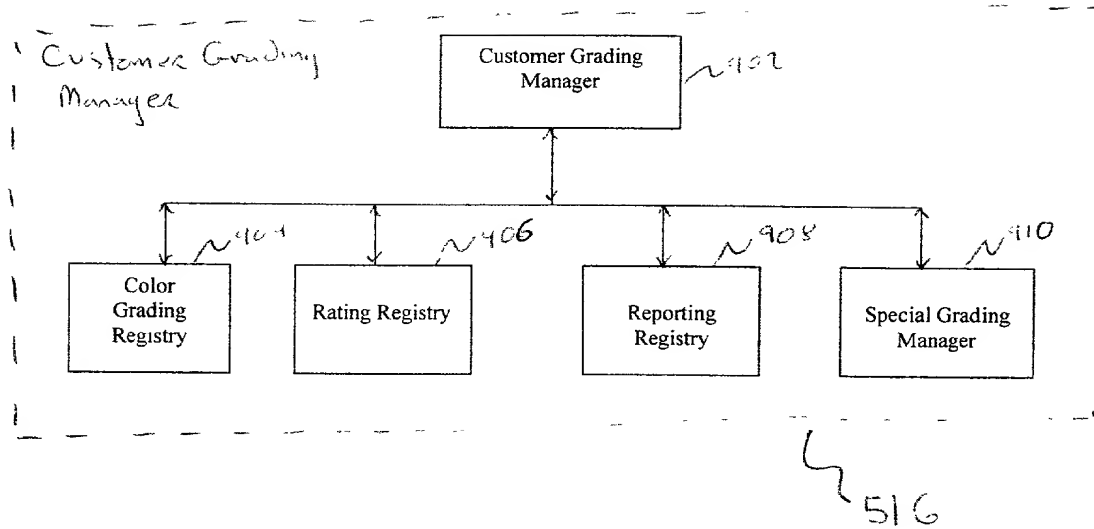 Customer Grading
Manager
Customer Grading
Manager
902
904
906
908
910
Color
Grading
Registry
Rating Registry
Reporting
Registry
Special Grading
Manager
516